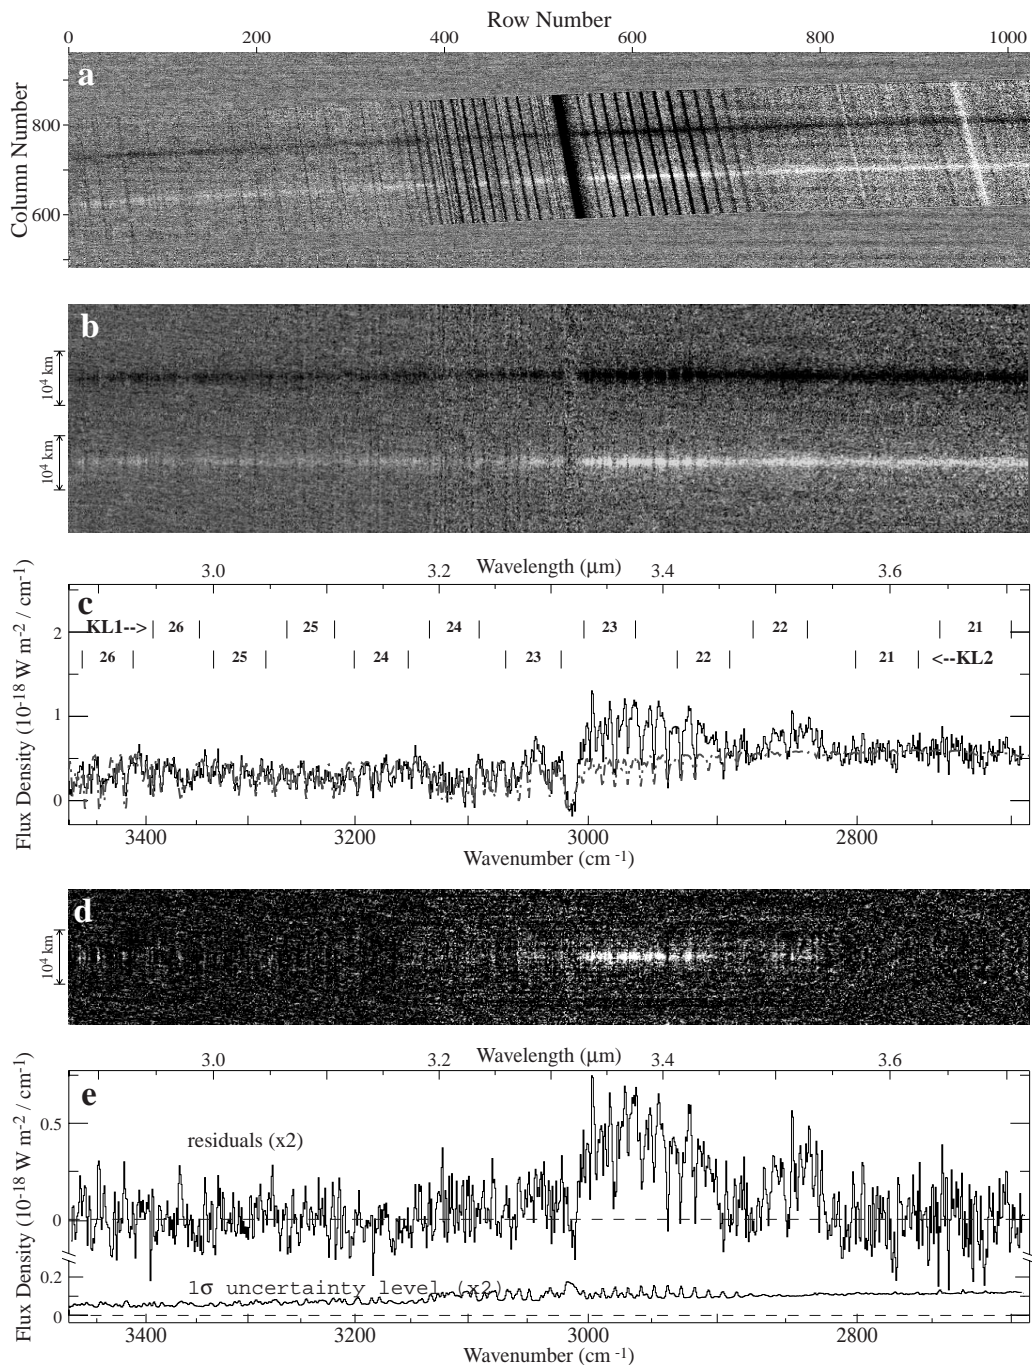 Row Number
0 200 400 600 800 1000
a
Column Number
800
600
b
10⁴ km
10⁴ km
Wavelength (μm)
3.0 3.2 3.4 3.6
c
KL1--> 26 25 24 23 22 21
26 25 24 23 22 21 <--KL2
Flux Density (10⁻¹⁸ W m⁻² / cm⁻¹)
2
1
0
3400 3200 3000 2800
Wavenumber (cm⁻¹)
d
10⁴ km
Wavelength (μm)
3.0 3.2 3.4 3.6
e
Flux Density (10⁻¹⁸ W m⁻² / cm⁻¹)
0.5
residuals (x2)
0
0.2
1σ uncertainty level (x2)
0
3400 3200 3000 2800
Wavenumber (cm⁻¹)